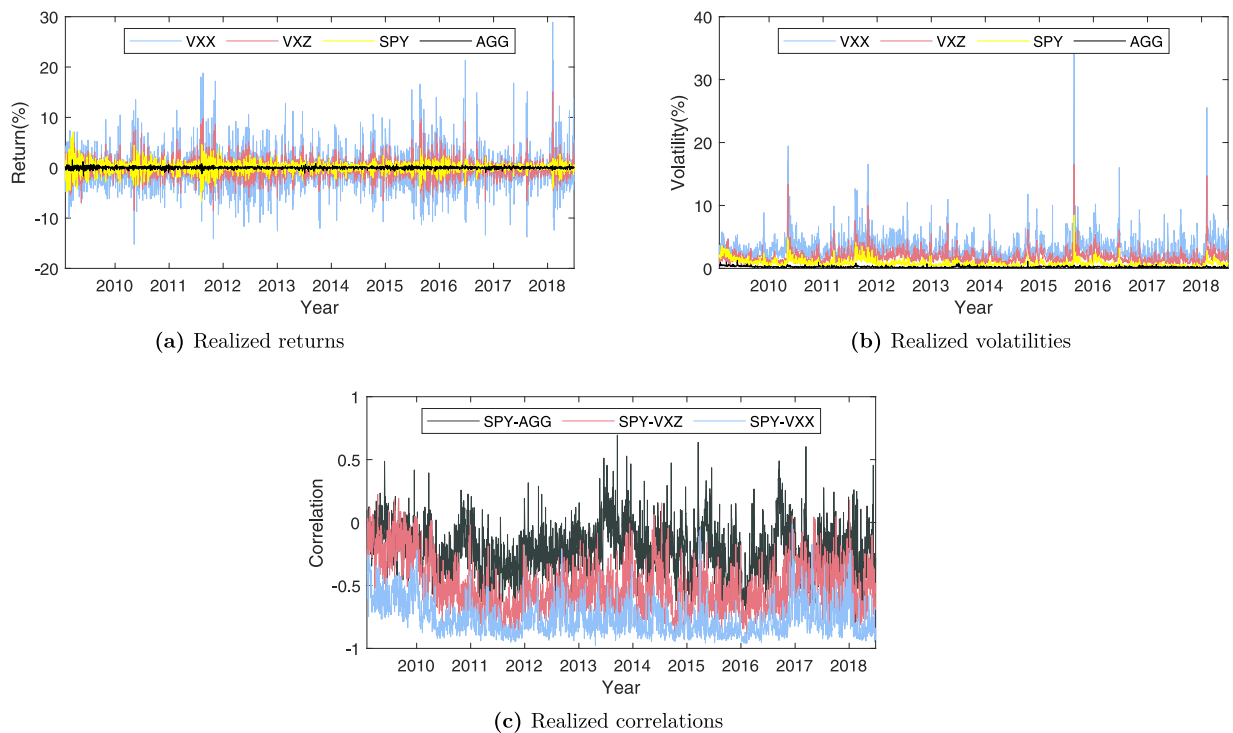 VXX VXZ SPY AGG
30
20
10
0
-10
-20
Return(%)
2010 2011 2012 2013 2014 2015 2016 2017 2018
Year
(a) Realized returns
VXX VXZ SPY AGG
40
30
20
10
0
Volatility(%)
2010 2011 2012 2013 2014 2015 2016 2017 2018
Year
(b) Realized volatilities
SPY-AGG SPY-VXZ SPY-VXX
1
0.5
0
-0.5
-1
Correlation
2010 2011 2012 2013 2014 2015 2016 2017 2018
Year
(c) Realized correlations